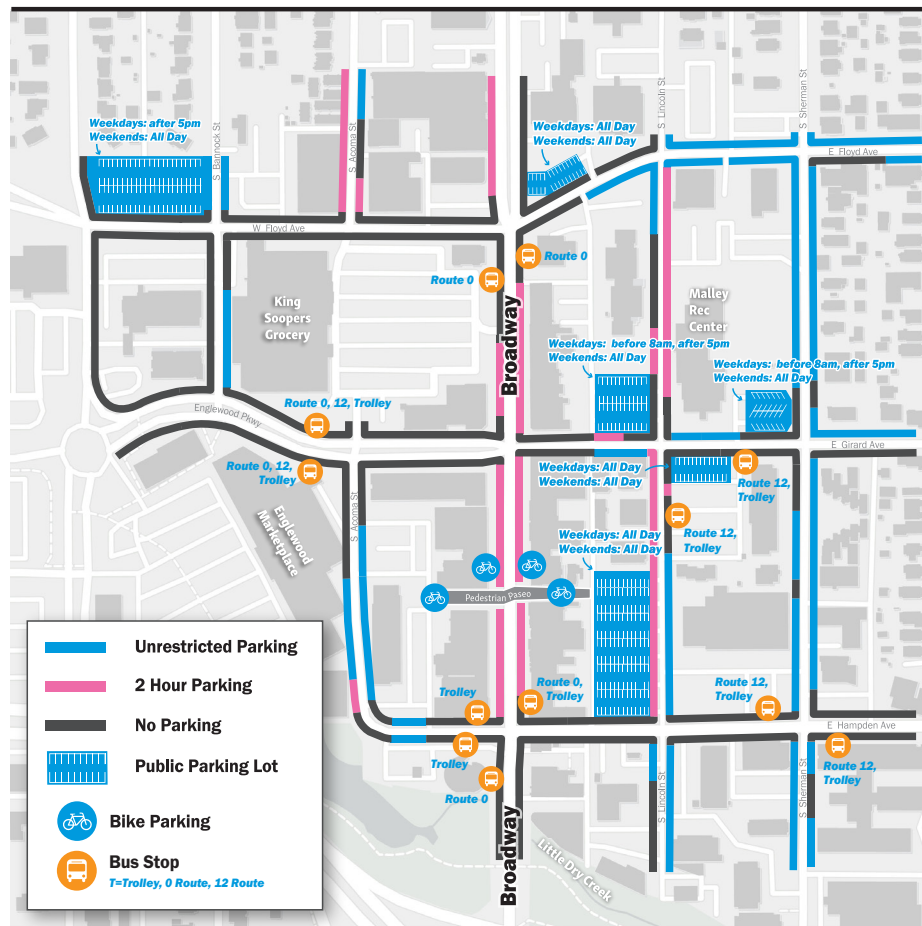 Weekdays: after 5pm
Weekends: All Day
S Bannock St
S Acoma St
Weekdays: All Day
Weekends: All Day
S Lincoln St
S Sherman St
E Floyd Ave
W Floyd Ave
Route 0
Route 0
King
Soopers
Grocery
Broadway
Malley
Rec
Center
Weekdays: before 8am, after 5pm
Weekends: All Day
Weekdays: before 8am, after 5pm
Weekends: All Day
Englewood Pkwy
Route 0, 12, Trolley
E Girard Ave
Route 0, 12,
Trolley
Weekdays: All Day
Weekends: All Day
Route 12,
Trolley
S Acoma St
Englewood
Marketplace
Route 12,
Trolley
Weekdays: All Day
Weekends: All Day
Pedestrian Paseo
Unrestricted Parking
2 Hour Parking
No Parking
Public Parking Lot
Bike Parking
Bus Stop
T=Trolley, 0 Route, 12 Route
Trolley
Route 0,
Trolley
Route 12,
Trolley
E Hampden Ave
Trolley
Route 0
Route 12,
Trolley
S Lincoln St
S Sherman St
Broadway
Little Dry Creek